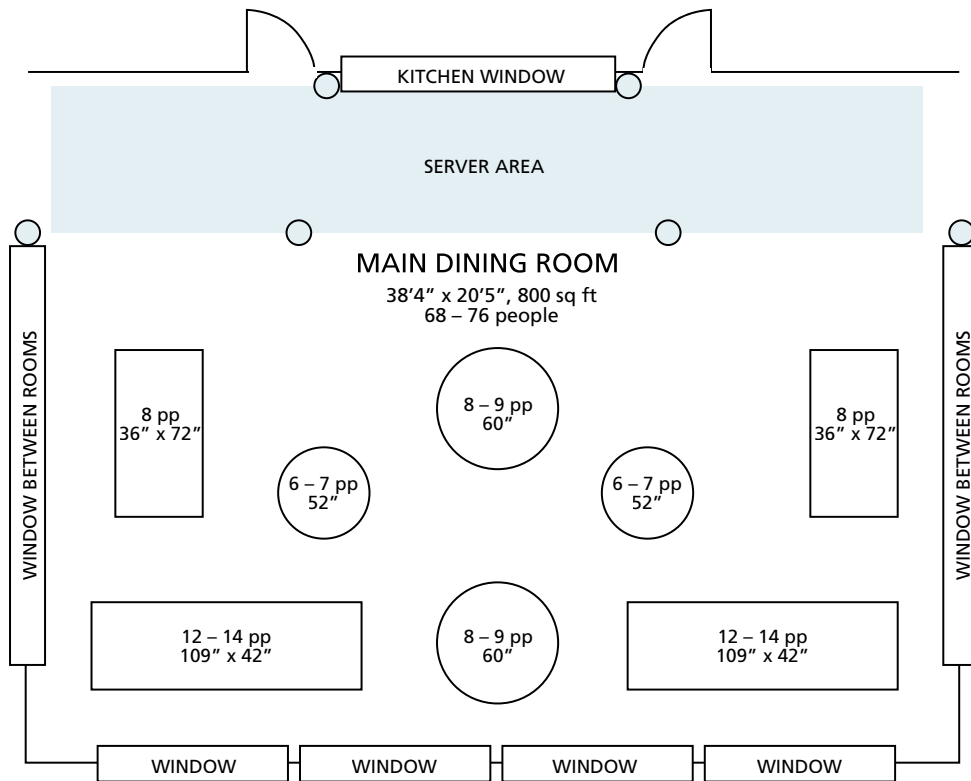 KITCHEN WINDOW
SERVER AREA
MAIN DINING ROOM
38’4” x 20’5”, 800 sq ft
68 – 76 people
WINDOW BETWEEN ROOMS
8 pp
36” x 72”
8 – 9 pp
60”
8 pp
36” x 72”
WINDOW BETWEEN ROOMS
6 – 7 pp
52”
6 – 7 pp
52”
12 – 14 pp
109” x 42”
8 – 9 pp
60”
12 – 14 pp
109” x 42”
WINDOW
WINDOW
WINDOW
WINDOW